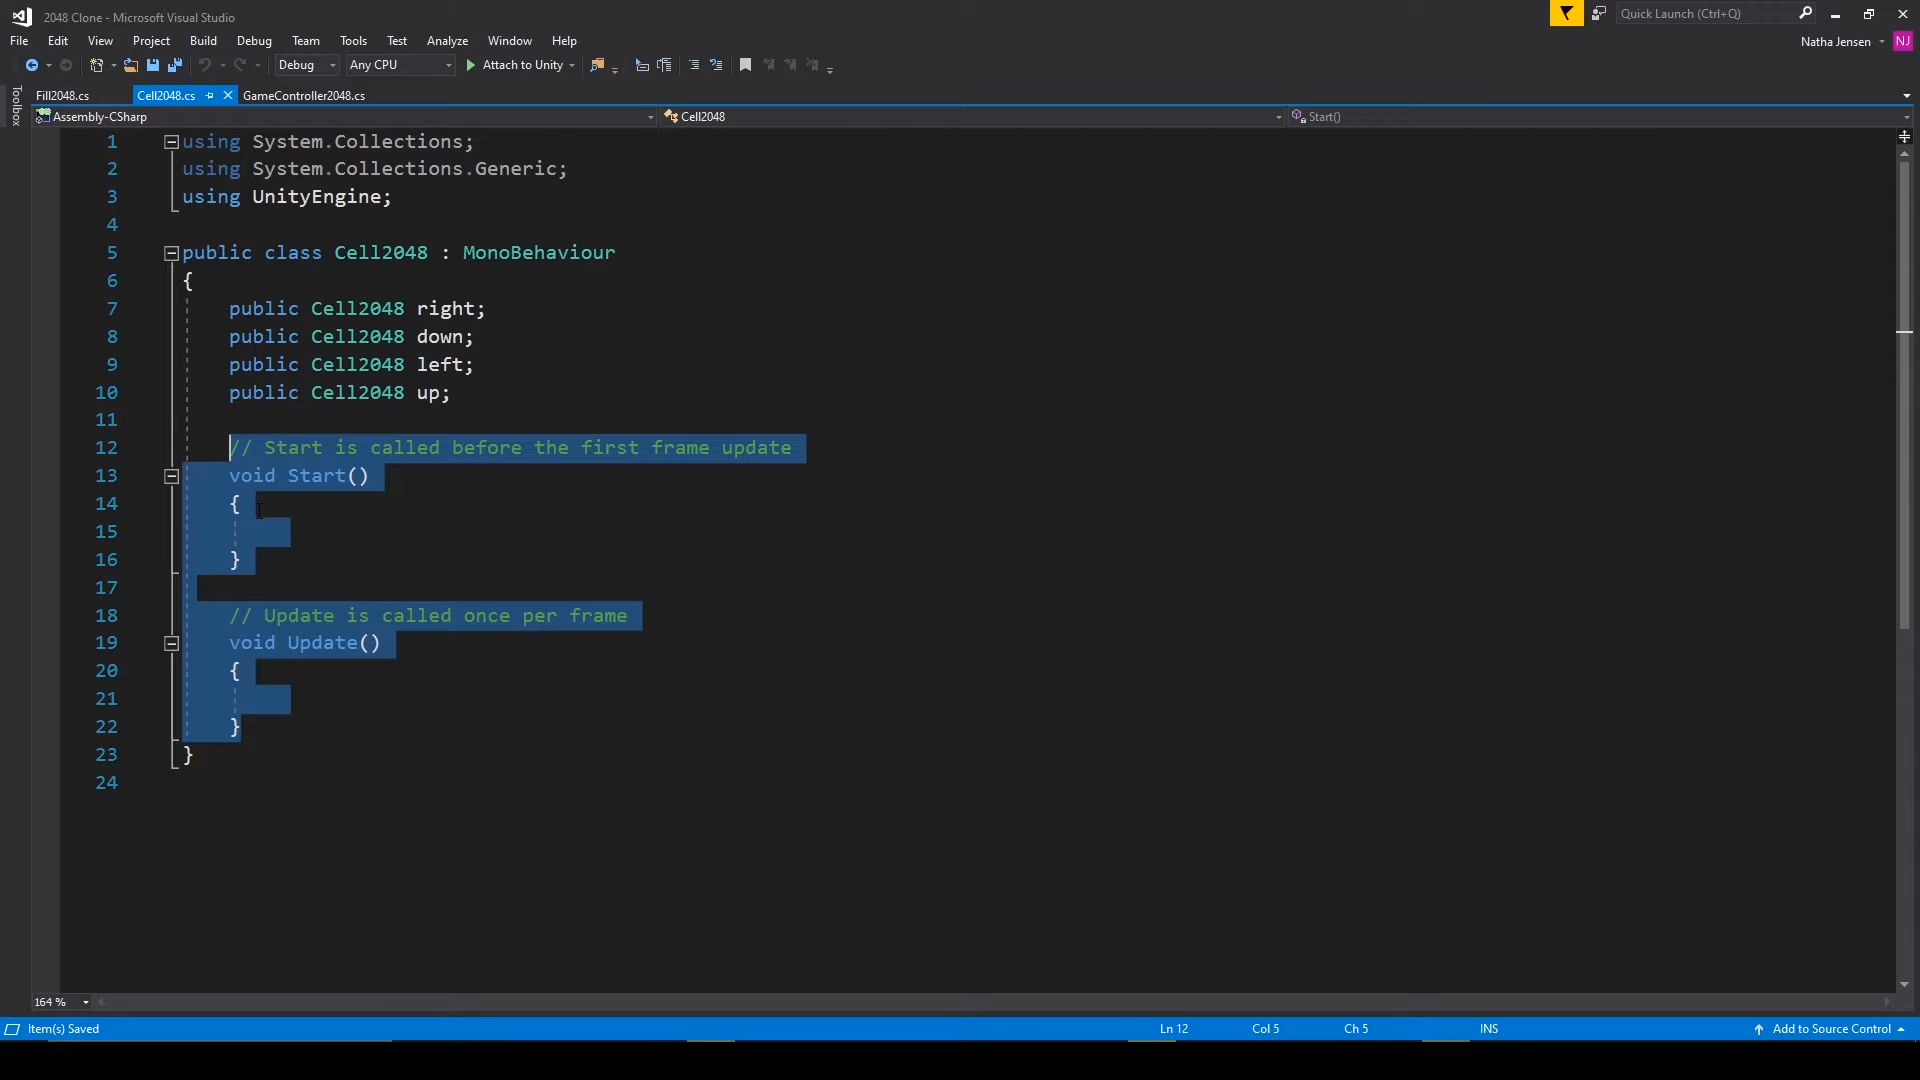 2048 Clone - Microsoft Visual Studio
Quick Launch (Ctrl+Q)
File Edit View Project Build Debug Team Tools Test Analyze Window Help
Natha Jensen NJ
Debug Any CPU Attach to Unity
Toolbox
Fill2048.cs Cell2048.cs GameController2048.cs
Assembly-CSharp Cell2048 Start()
1 using System.Collections;
2 using System.Collections.Generic;
3 using UnityEngine;
4
5 public class Cell2048 : MonoBehaviour
6 {
7 public Cell2048 right;
8 public Cell2048 down;
9 public Cell2048 left;
10 public Cell2048 up;
11
12 // Start is called before the first frame update
13 void Start()
14 {
15
16 }
17
18 // Update is called once per frame
19 void Update()
20 {
21
22 }
23 }
24
164 %
Item(s) Saved Ln 12 Col 5 Ch 5 INS Add to Source Control